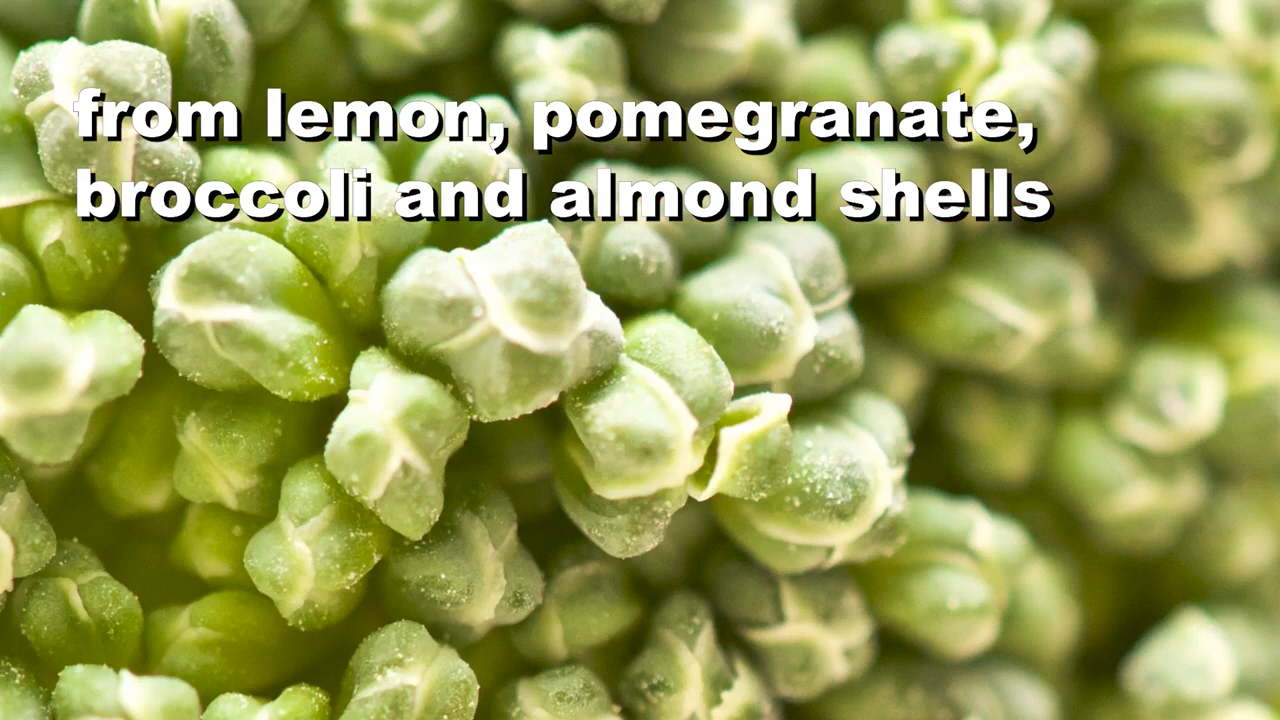 from lemon, pomegranate,
broccoli and almond shells